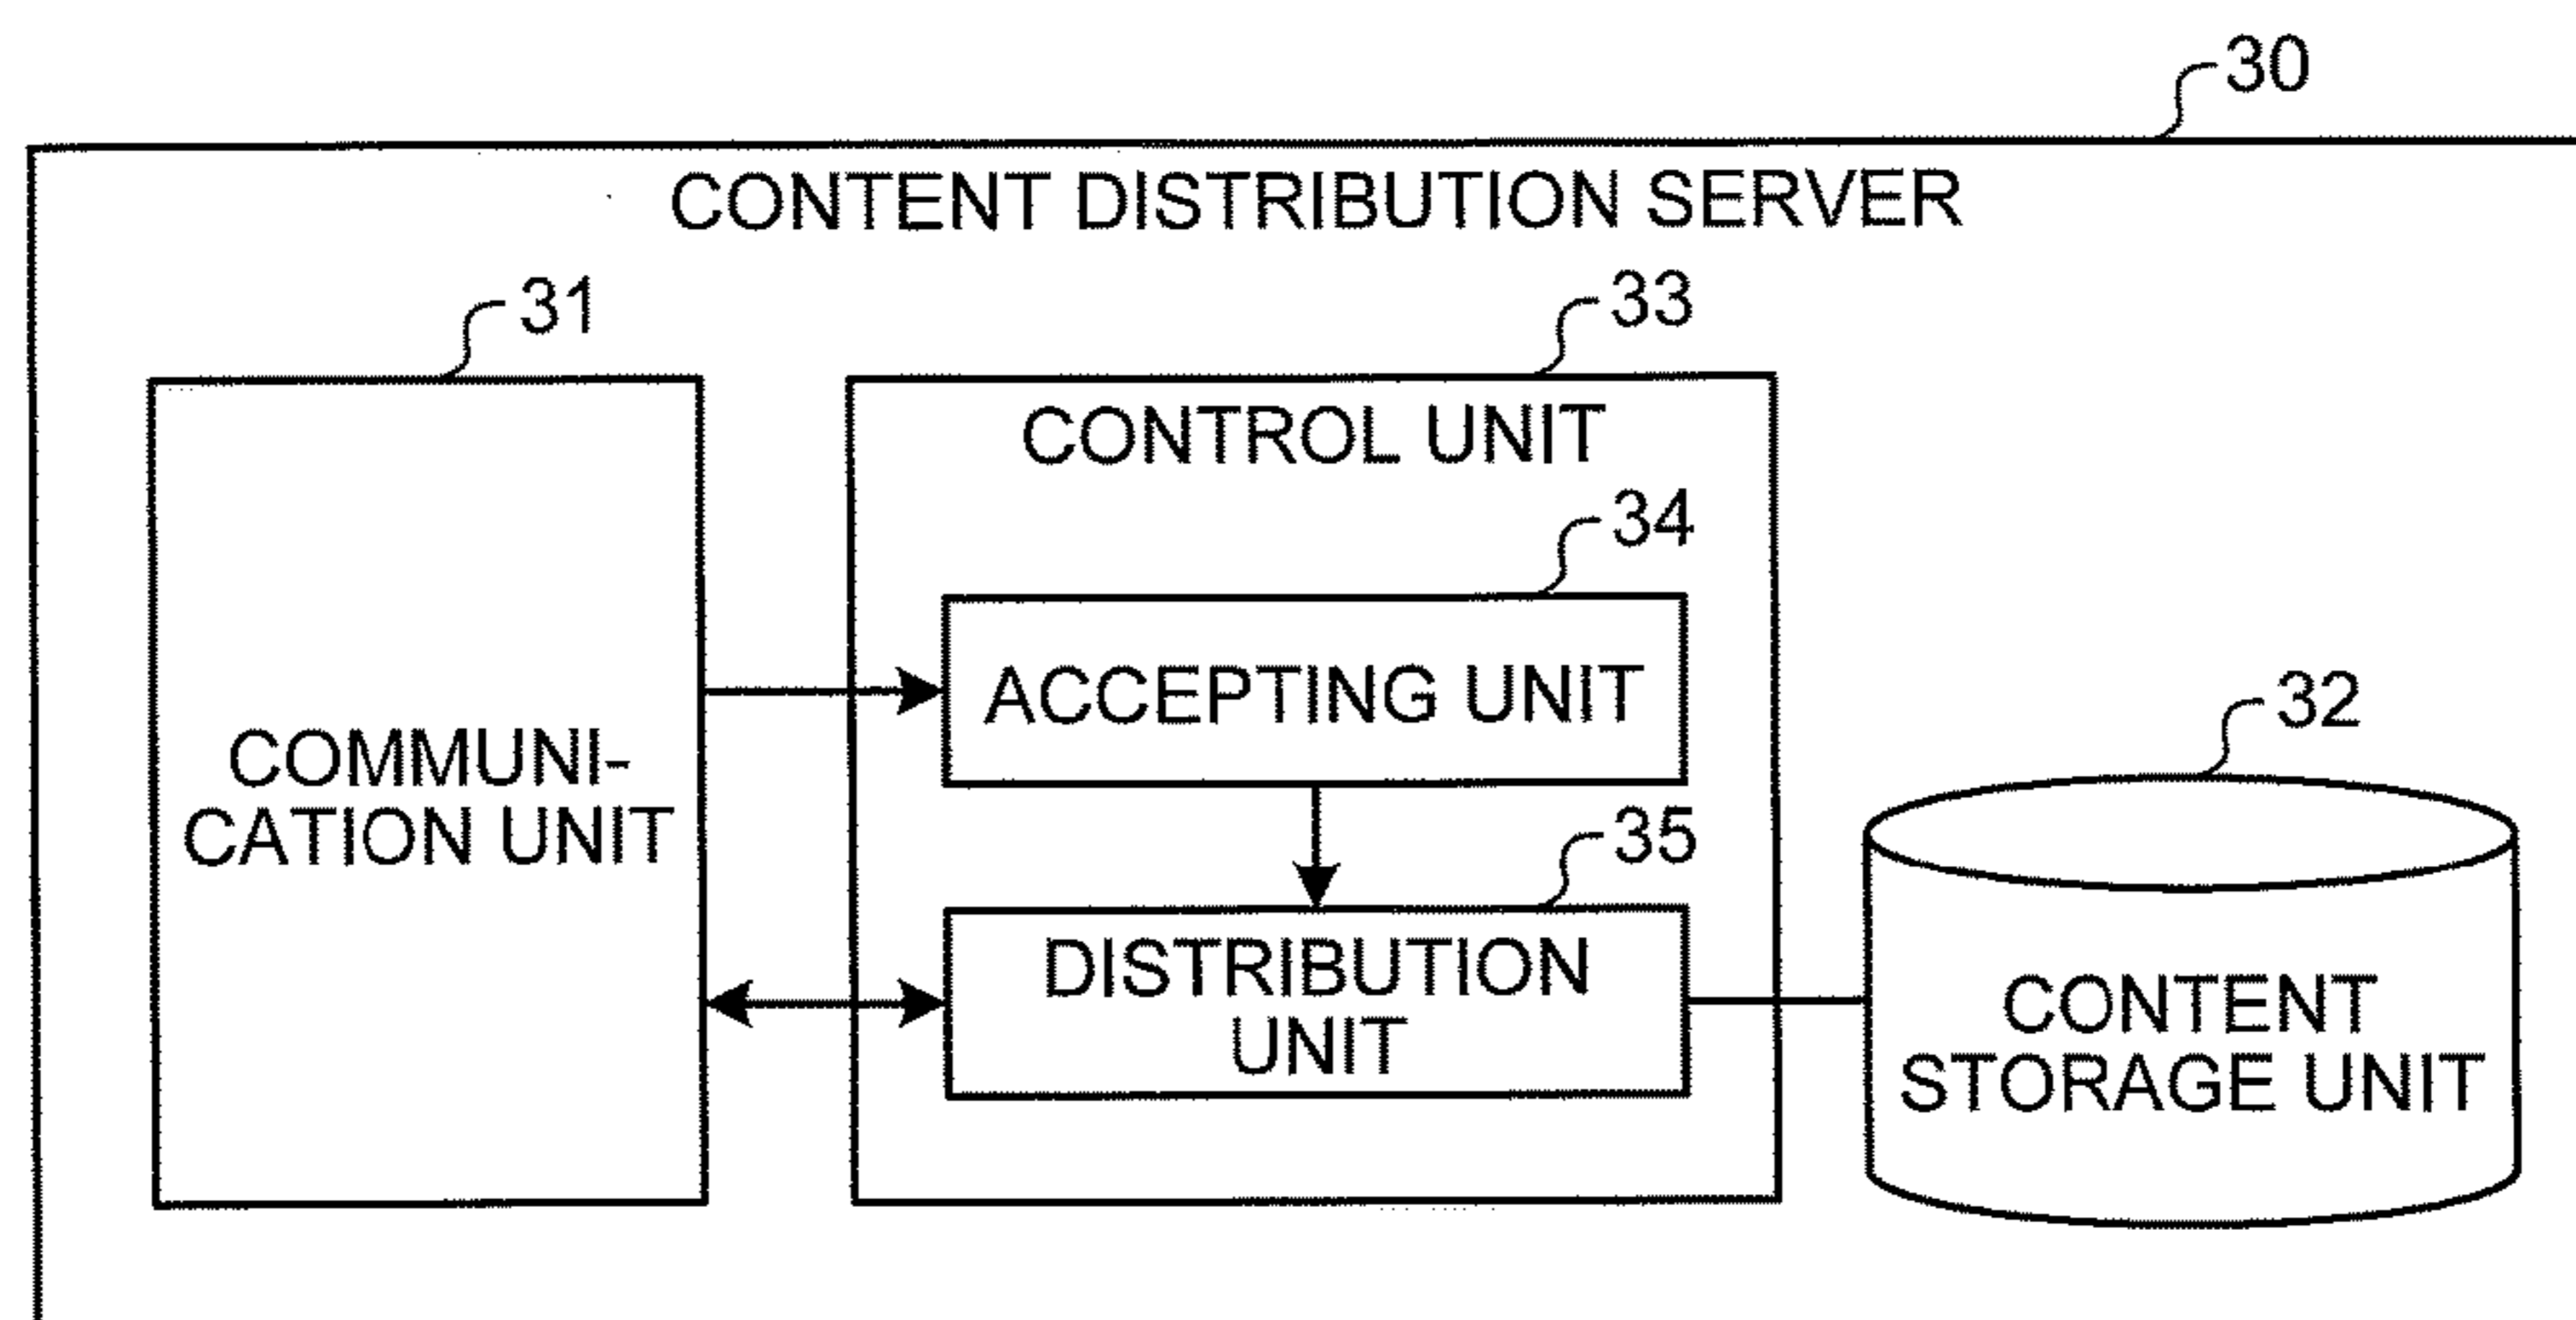 30
CONTENT DISTRIBUTION SERVER
31
33
CONTROL UNIT
34
ACCEPTING UNIT
32
COMMUNI-
CATION UNIT
35
DISTRIBUTION
UNIT
CONTENT
STORAGE UNIT